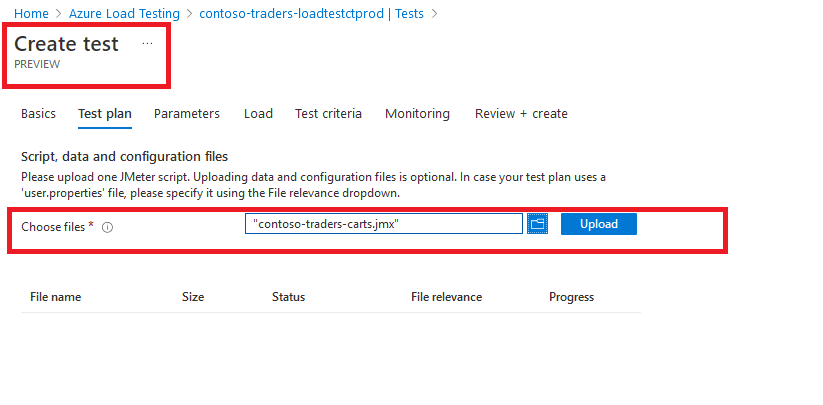 Home > Azure Load Testing > contoso-traders-loadtestctprod | Tests >
Create test ...
PREVIEW
Basics Test plan Parameters Load Test criteria Monitoring Review + create
Script, data and configuration files
Please upload one JMeter script. Uploading data and configuration files is optional. In case your test plan uses a
'user.properties' file, please specify it using the File relevance dropdown.
Choose files * "contoso-traders-carts.jmx" Upload
File name Size Status File relevance Progress